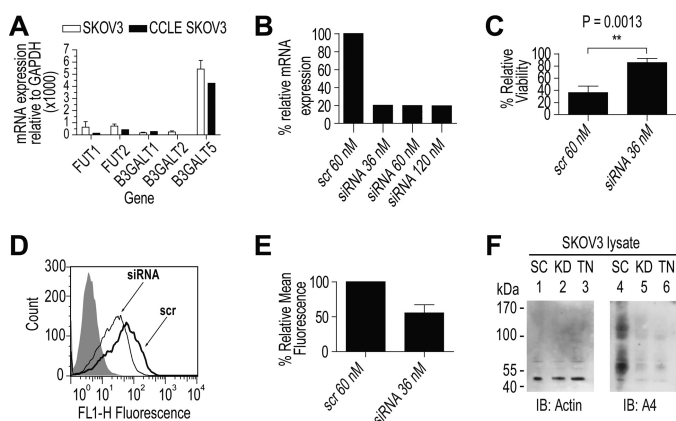 A
SKOV3 CCLE SKOV3
mRNA expression
relative to GAPDH
(x1000)
6
5
4
3
2
1
0
FUT1
FUT2
B3GALT1
B3GALT2
B3GALT5
Gene
B
% relative mRNA
expression
100
80
60
40
20
0
scr 60 nM
siRNA 36 nM
siRNA 60 nM
siRNA 120 nM
C
P = 0.0013
**
% Relative
Viability
100
80
60
40
20
0
scr 60 nM
siRNA 36 nM
D
Count
300
200
100
0
siRNA
scr
10^0 10^1 10^2 10^3 10^4
FL1-H Fluorescence
E
% Relative Mean
Fluorescence
100
50
0
scr 60 nM
siRNA 36 nM
F
SKOV3 lysate
SC KD TN SC KD TN
kDa 1 2 3 4 5 6
170
100
55
40
IB: Actin IB: A4